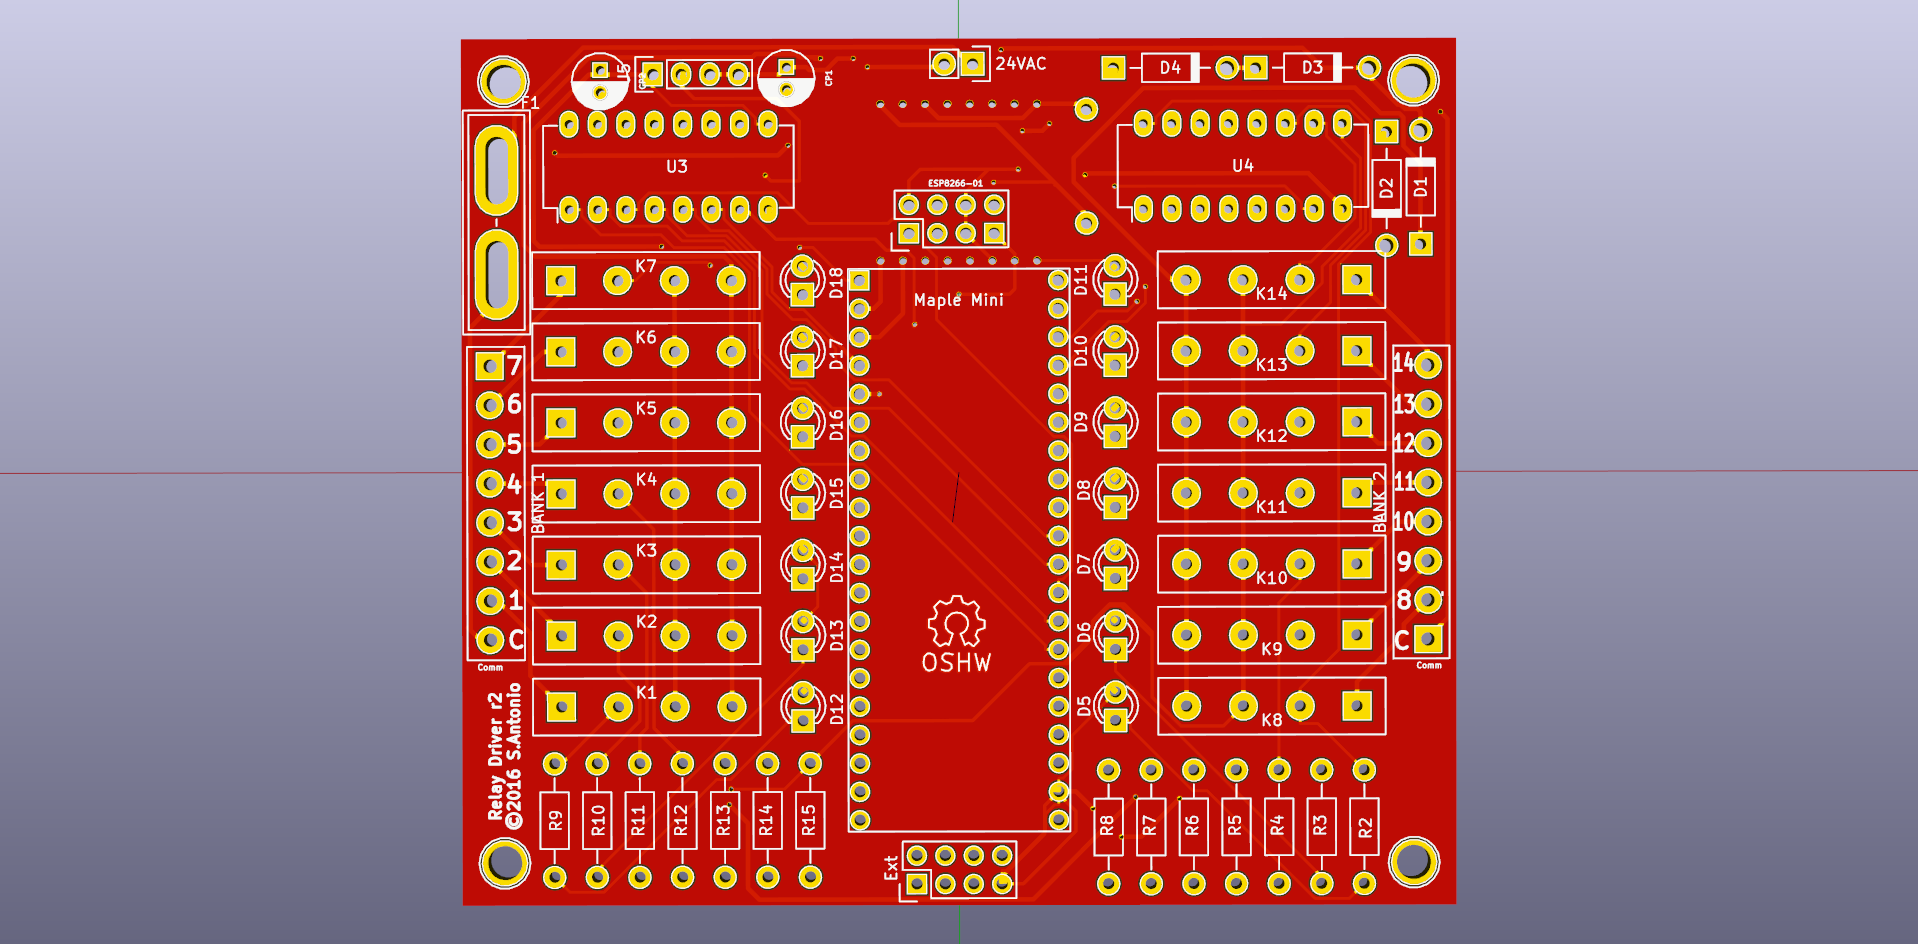 24VAC
D4
D3
J5
CP1
F1
U3
U4
D2
D1
ESP8266-01
K7
D18
D11
K14
Maple Mini
K6
D17
D10
K13
7
14
6
K5
D16
D9
K12
13
5
12
4
BANK 1
K4
D15
D8
K11
BANK 2
11
3
10
2
K3
D14
D7
K10
9
1
8
C
K2
D13
D6
K9
C
Comm
Comm
OSHW
K1
D12
D5
K8
Relay Driver r2
©2016 S.Antonio
R9
R10
R11
R12
R13
R14
R15
R8
R7
R6
R5
R4
R3
R2
Ext